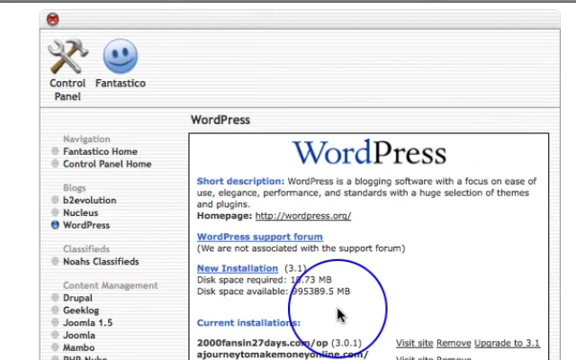 Control Panel
Fantastico
WordPress
Navigation
Fantastico Home
Control Panel Home
Blogs
b2evolution
Nucleus
WordPress
Classifieds
Noahs Classifieds
Content Management
Drupal
Geeklog
Joomla 1.5
Joomla
Mambo
PHP-Nuke
WordPress
Short description: WordPress is a blogging software with a focus on ease of
use, elegance, performance, and standards with a huge selection of themes
and plugins.
Homepage: http://wordpress.org/
WordPress support forum
(We are not associated with the support forum)
New Installation (3.1)
Disk space required: 10.73 MB
Disk space available: 995389.5 MB
Current installations:
2000fansin27days.com/op (3.0.1) Visit site Remove Upgrade to 3.1
ajourneytomakemoneyonline.com/
Visit site Remove